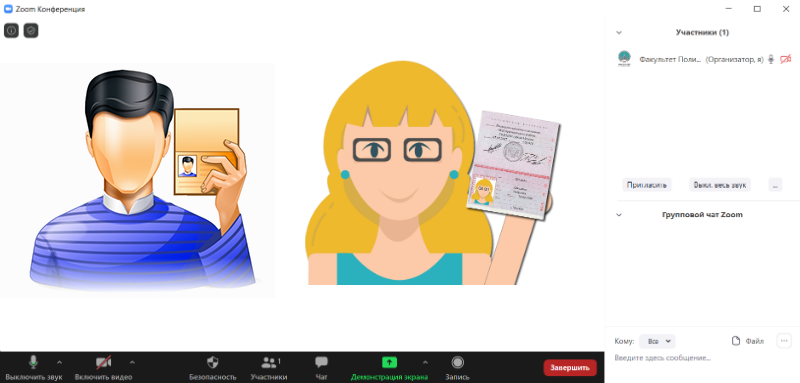 Zoom Конференция
Участники (1)
Факультет Поли... (Организатор, я)
Пригласить
Выкл. весь звук
...
Групповой чат Zoom
Кому:
Все
Файл
Введите здесь сообщение...
Выключить звук
Включить видео
Безопасность
Участники
1
Чат
Демонстрация экрана
Запись
Завершить